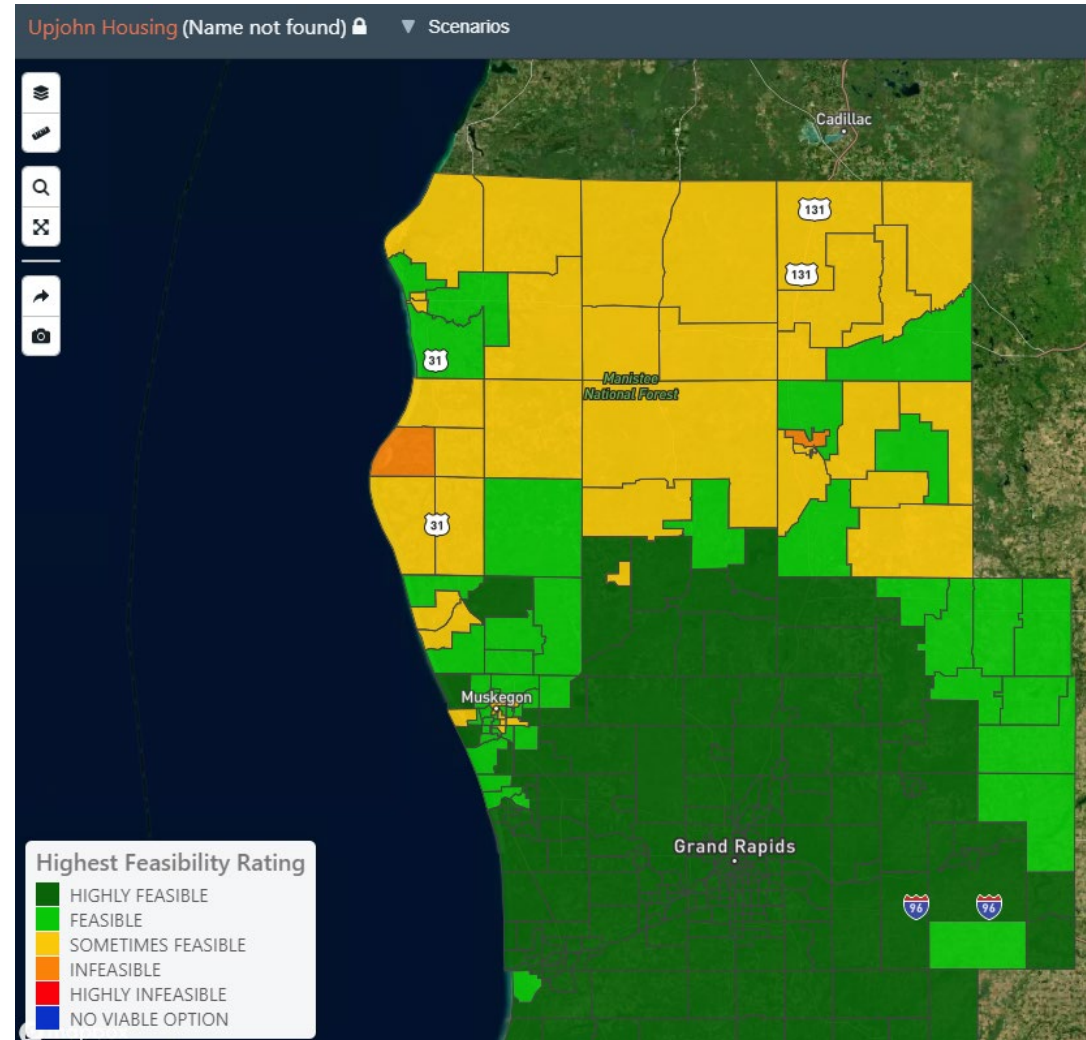 Upjohn Housing (Name not found) ▼ Scenarios
Cadillac
131
131
31
Manistee
National Forest
31
Muskegon
Grand Rapids
96 96
Highest Feasibility Rating
HIGHLY FEASIBLE
FEASIBLE
SOMETIMES FEASIBLE
INFEASIBLE
HIGHLY INFEASIBLE
NO VIABLE OPTION